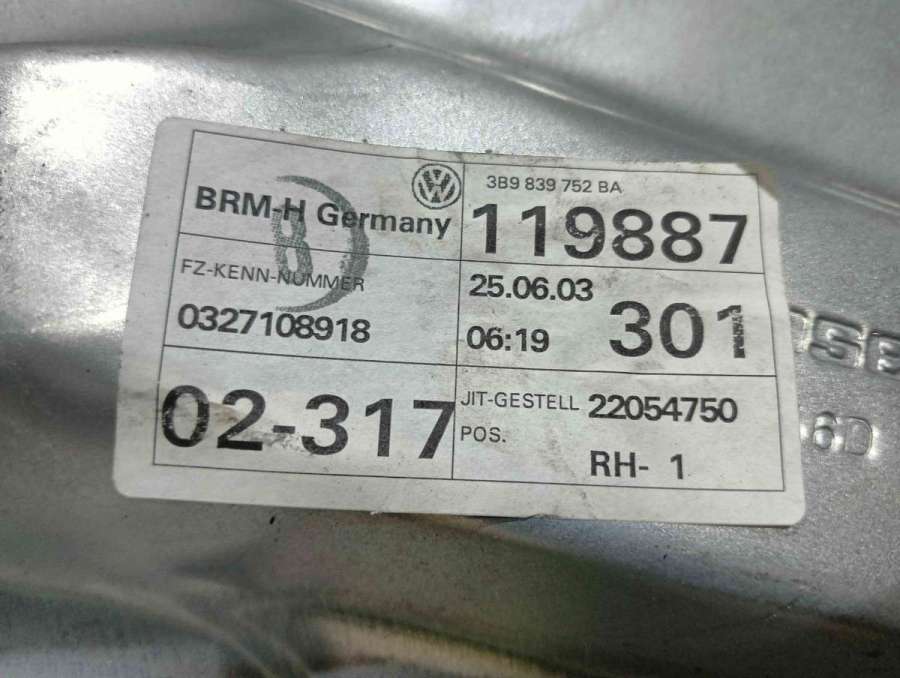 BRM-H Germany
3B9 839 752 BA
119887
FZ-KENN-NUMMER
0327108918
25.06.03
06:19
301
02-317
JIT-GESTELL 22054750
POS.
RH- 1